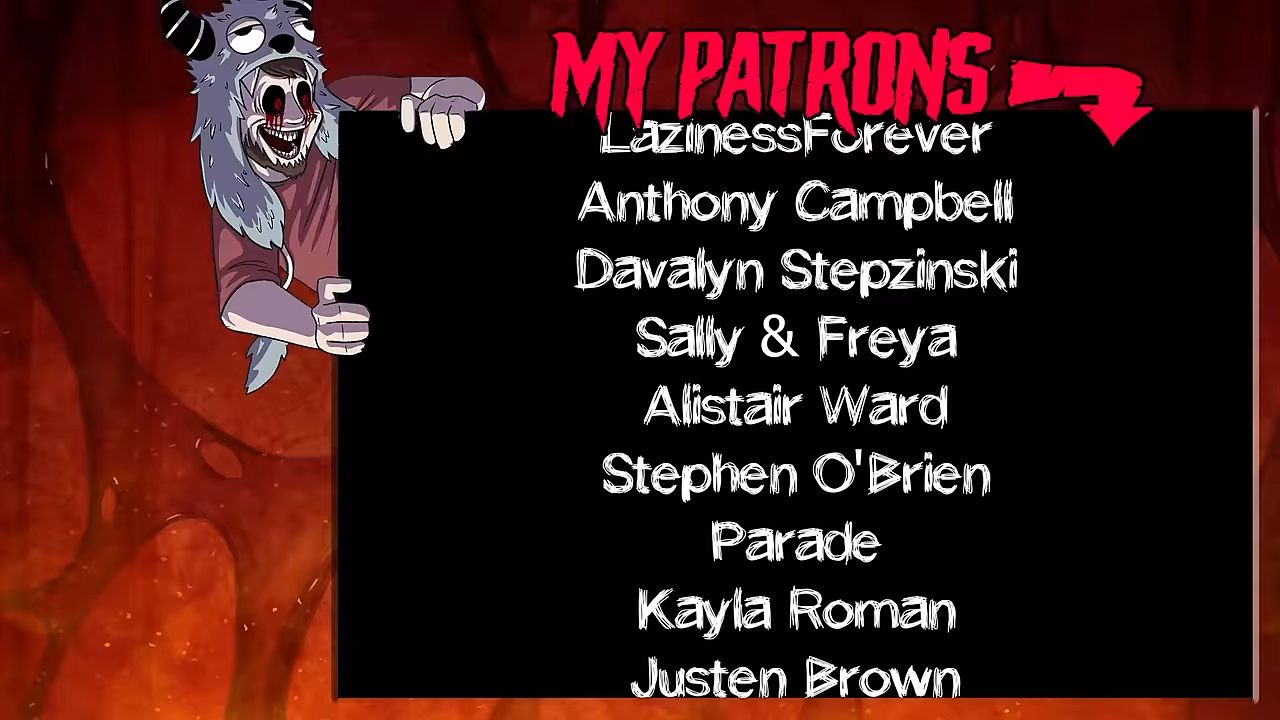 MY PATRONS
LazinessForever
Anthony Campbell
Davalyn Stepzinski
Sally & Freya
Alistair Ward
Stephen O'Brien
Parade
Kayla Roman
Justen Brown